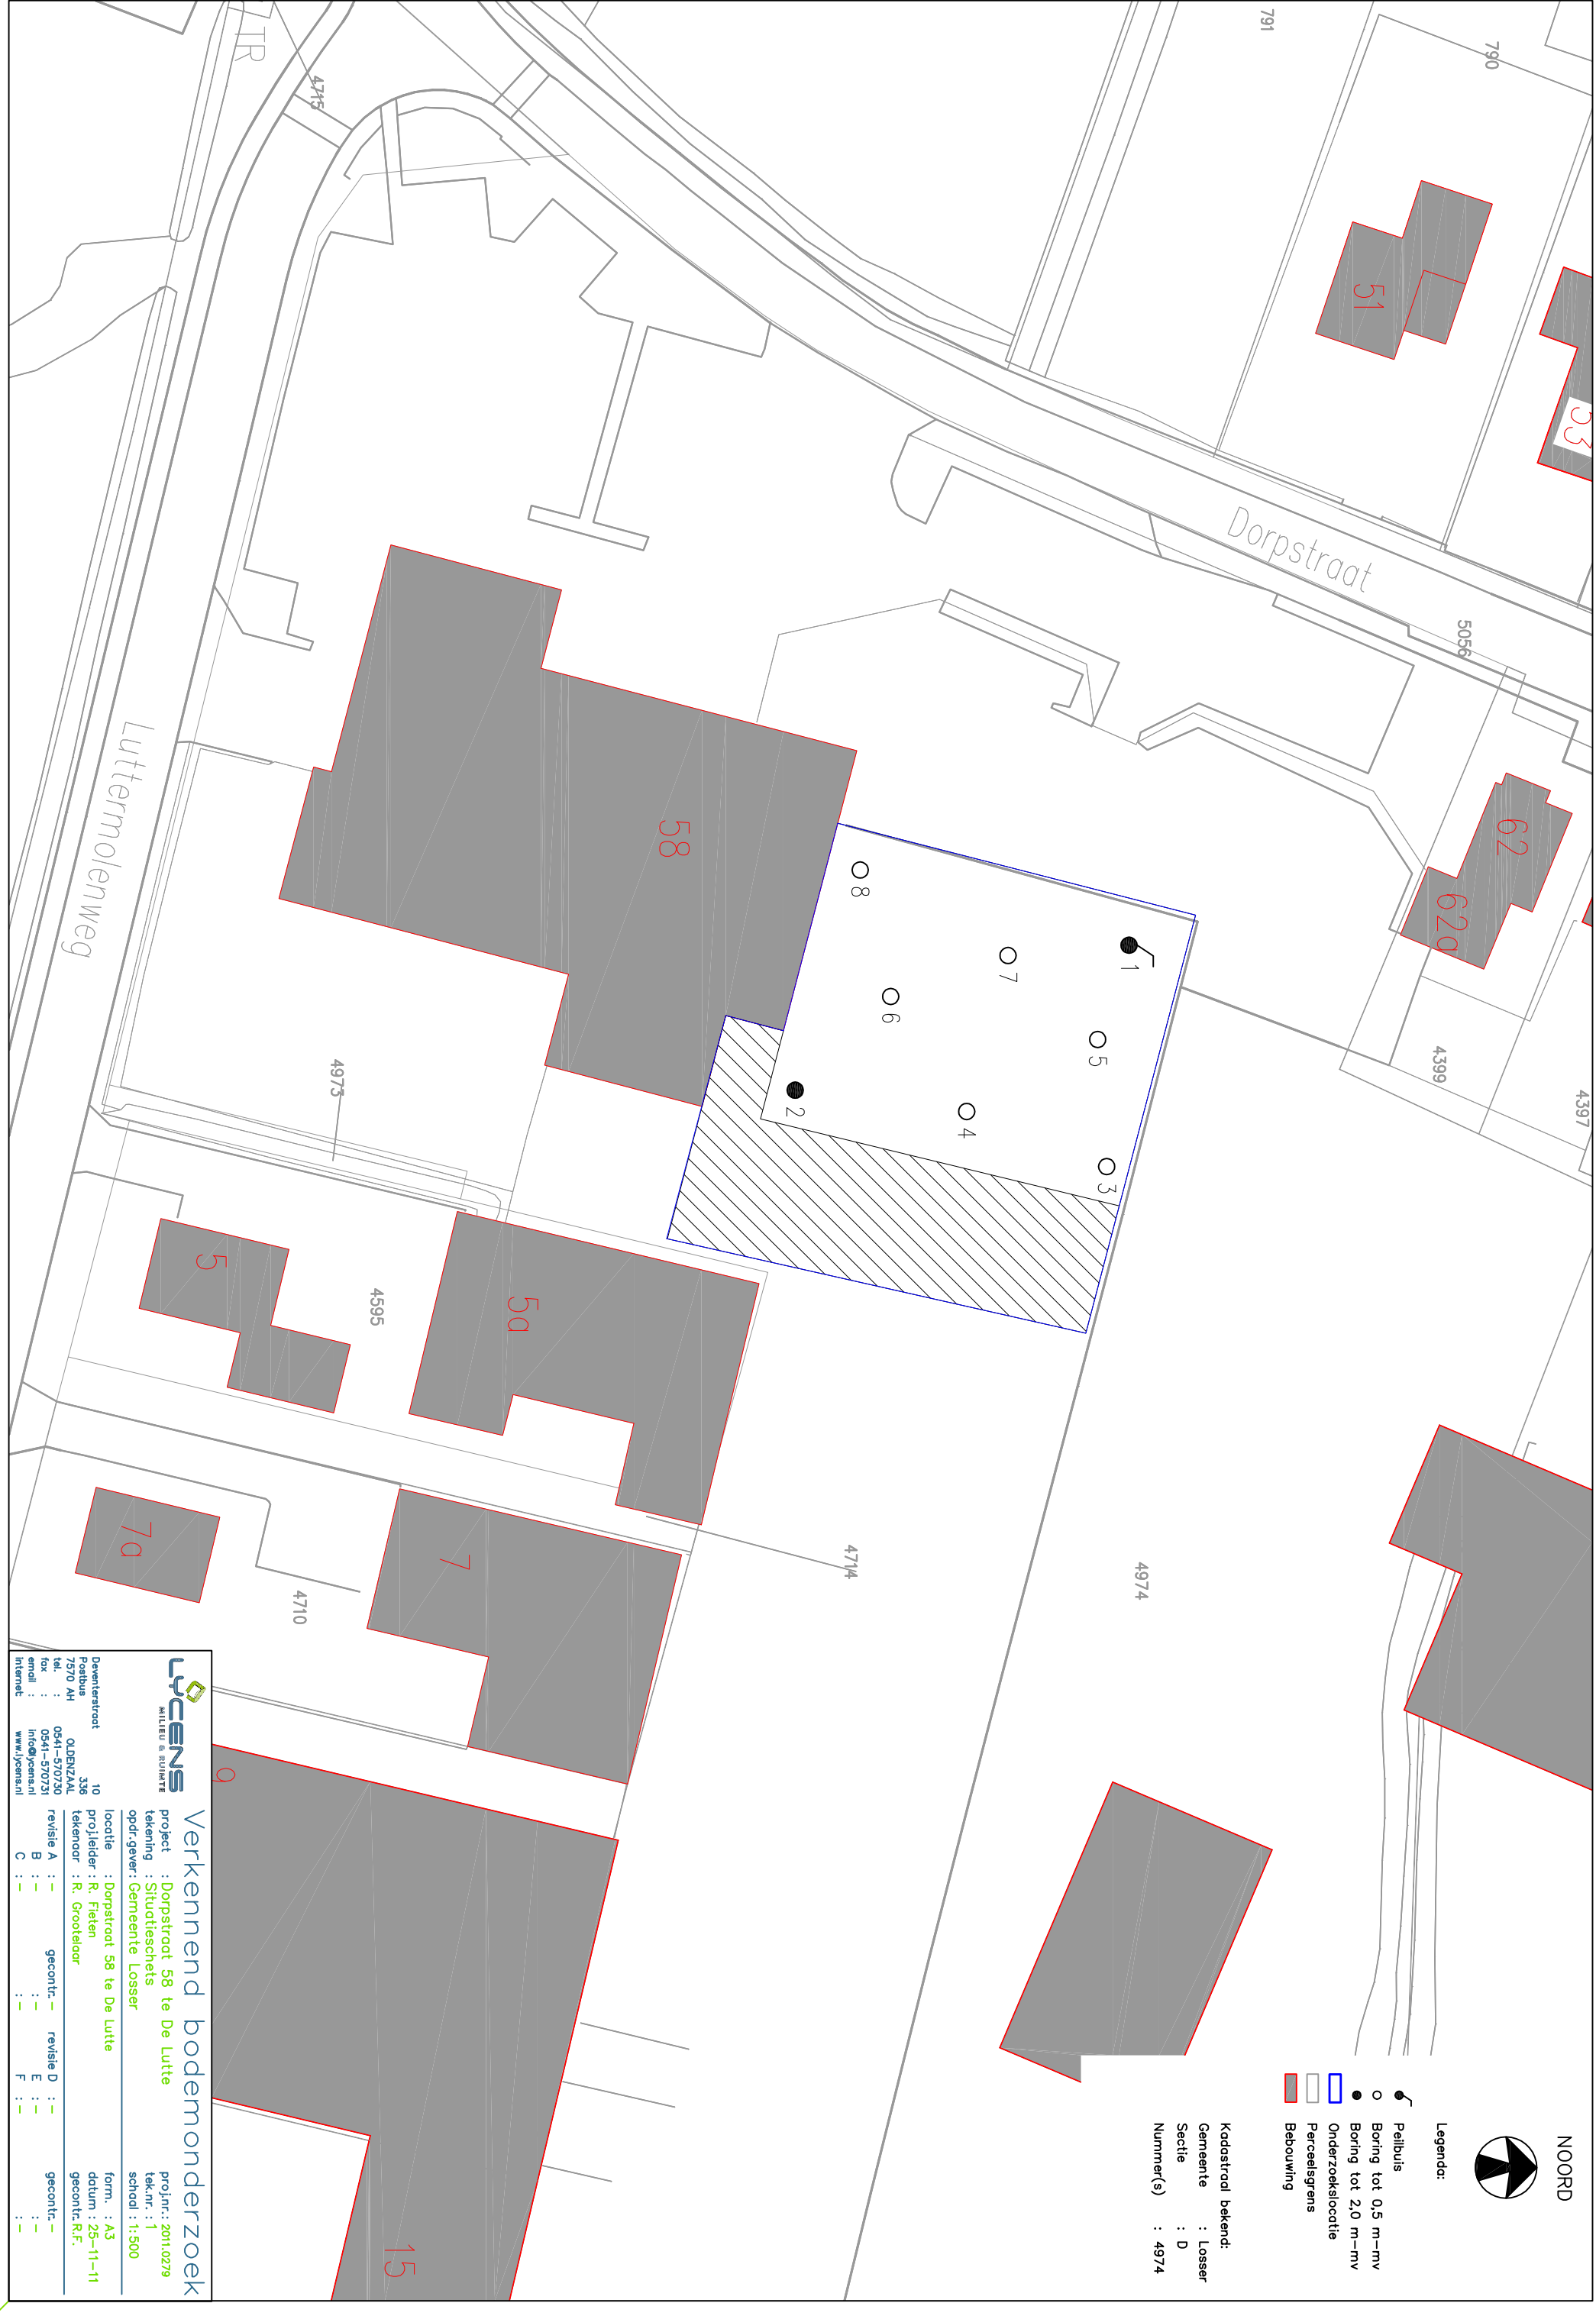 NOORD
Legenda:
Peilbuis
Boring tot 0,5 m-mv
Boring tot 2,0 m-mv
Onderzoekslocatie
Perceelsgrens
Bebouwing
Kadastraal bekend:
Gemeente : Losser
Sectie : D
Nummer(s) : 4974
790
791
51
53
Dorpstraat
5056
62
62a
4399
4397
TR
4715
58
1
2
3
4
5
6
7
8
Luttermolenweg
4973
5
4595
5a
4714
4974
7a
7
4710
9
15
LYCENS
MILIEU & RUIMTE
Deventerstraat 10
Postbus 336
7570 AH OLDENZAAL
tel. : 0541-570730
fax : 0541-570731
email : info@lycens.nl
internet: www.lycens.nl
Verkennend bodemonderzoek
project : Dorpstraat 58 te De Lutte proj.nr.: 2011.0279
tekening : Situatieschets tek.nr. : 1
opdr.gever: Gemeente Losser schaal : 1:500
locatie : Dorpstraat 58 te De Lutte form. : A3
proj.leider : R. Fleten datum : 25-11-11
tekenaar : R. Grootelaar gecontr. R.F.
revisie A : - gecontr. - revisie D : - gecontr. -
B : - : - E : - : -
C : - : - F : - : -